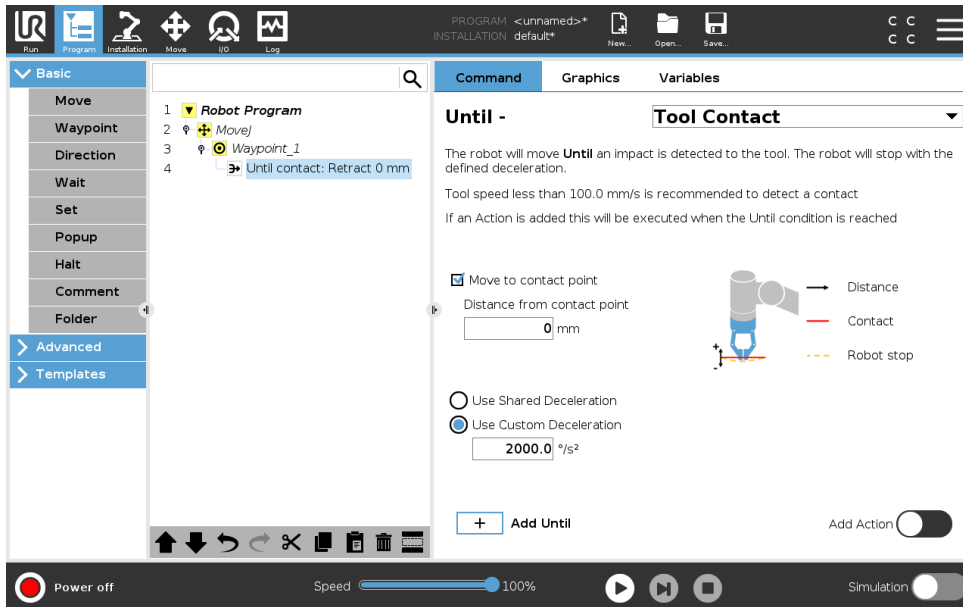 UR
Run
Program
Installation
Move
I/O
Log
PROGRAM <unnamed>*
INSTALLATION default*
New...
Open...
Save...
C C
C C
Basic
Move
Waypoint
Direction
Wait
Set
Popup
Halt
Comment
Folder
Advanced
Templates
1 Robot Program
2 MoveJ
3 Waypoint_1
4 Until contact: Retract 0 mm
Command Graphics Variables
Until - Tool Contact
The robot will move Until an impact is detected to the tool. The robot will stop with the
defined deceleration.
Tool speed less than 100.0 mm/s is recommended to detect a contact
If an Action is added this will be executed when the Until condition is reached
Move to contact point
Distance from contact point
0 mm
+
-
Distance
Contact
Robot stop
Use Shared Deceleration
Use Custom Deceleration
2000.0 °/s²
+ Add Until
Add Action
Power off
Speed 100%
Simulation